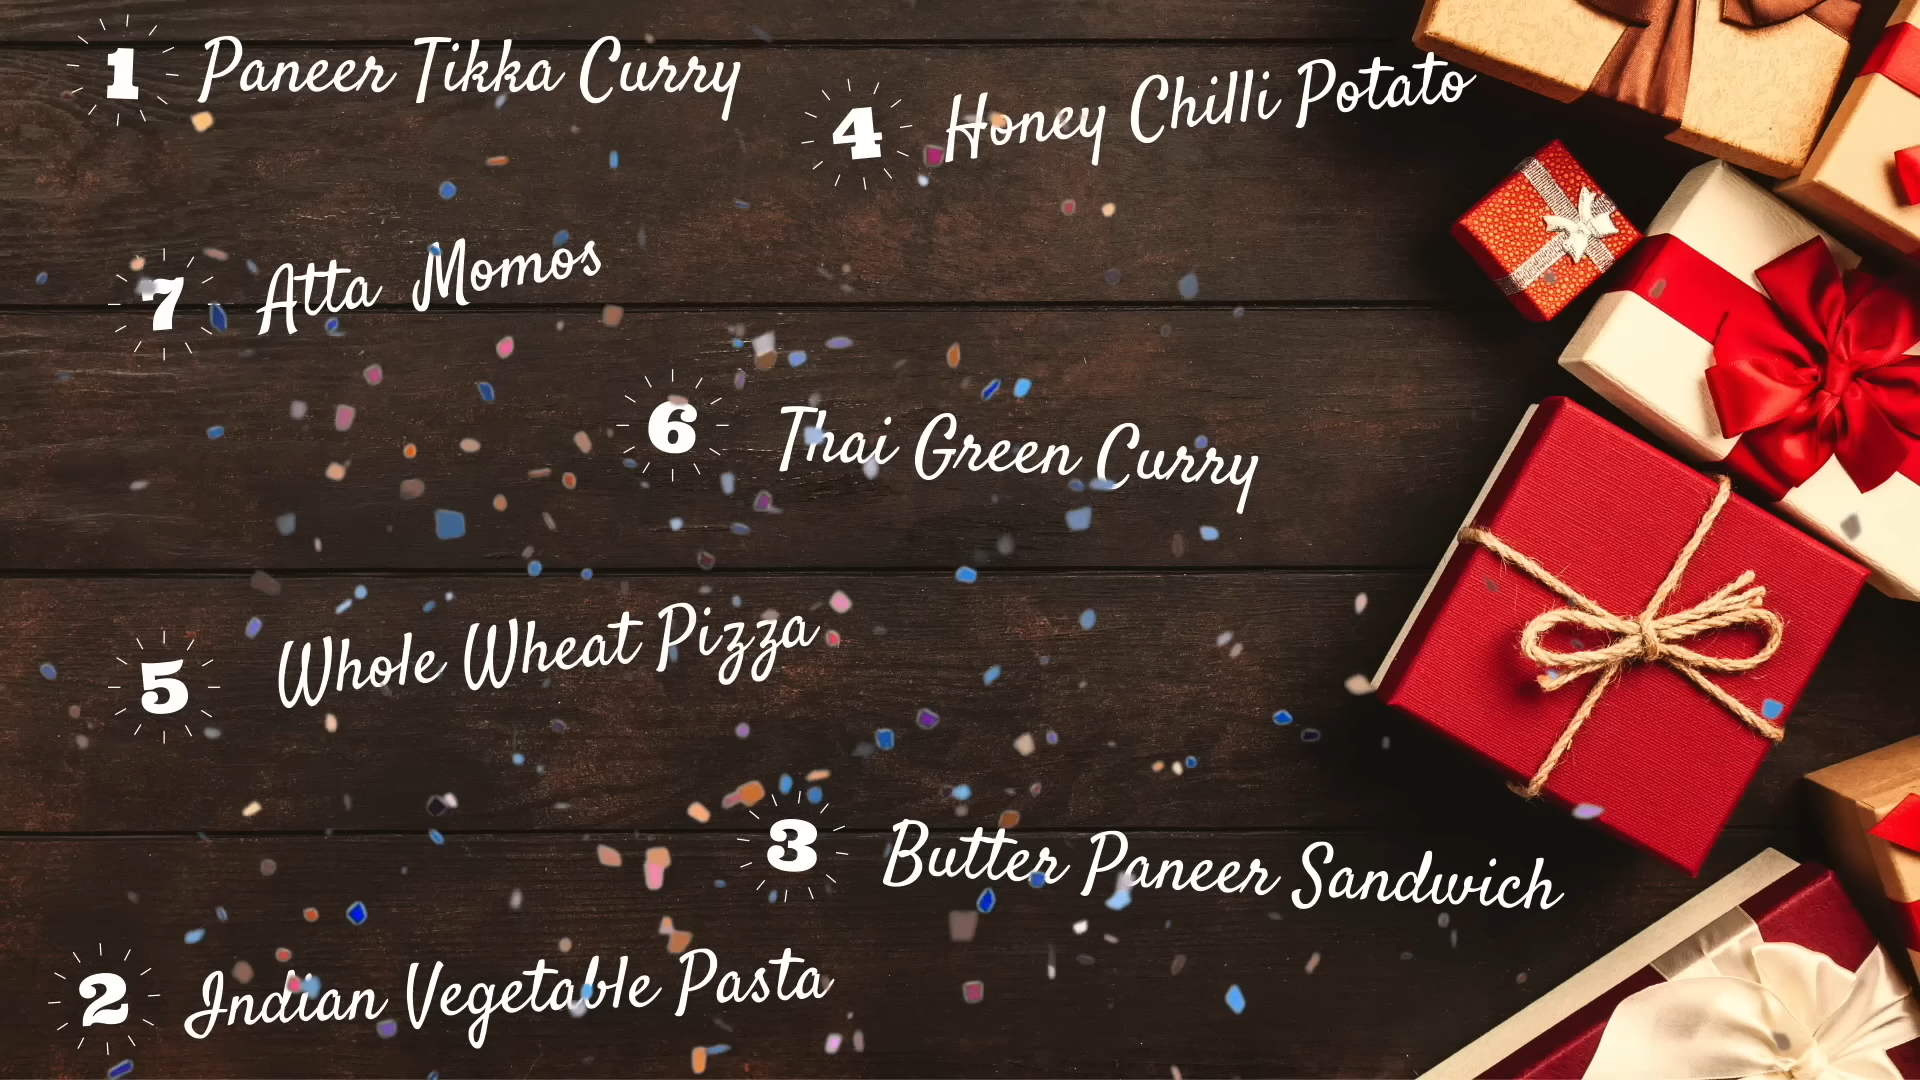 1 Paneer Tikka Curry
4 Honey Chilli Potato
7 Atta Momos
6 Thai Green Curry
5 Whole Wheat Pizza
3 Butter Paneer Sandwich
2 Indian Vegetable Pasta